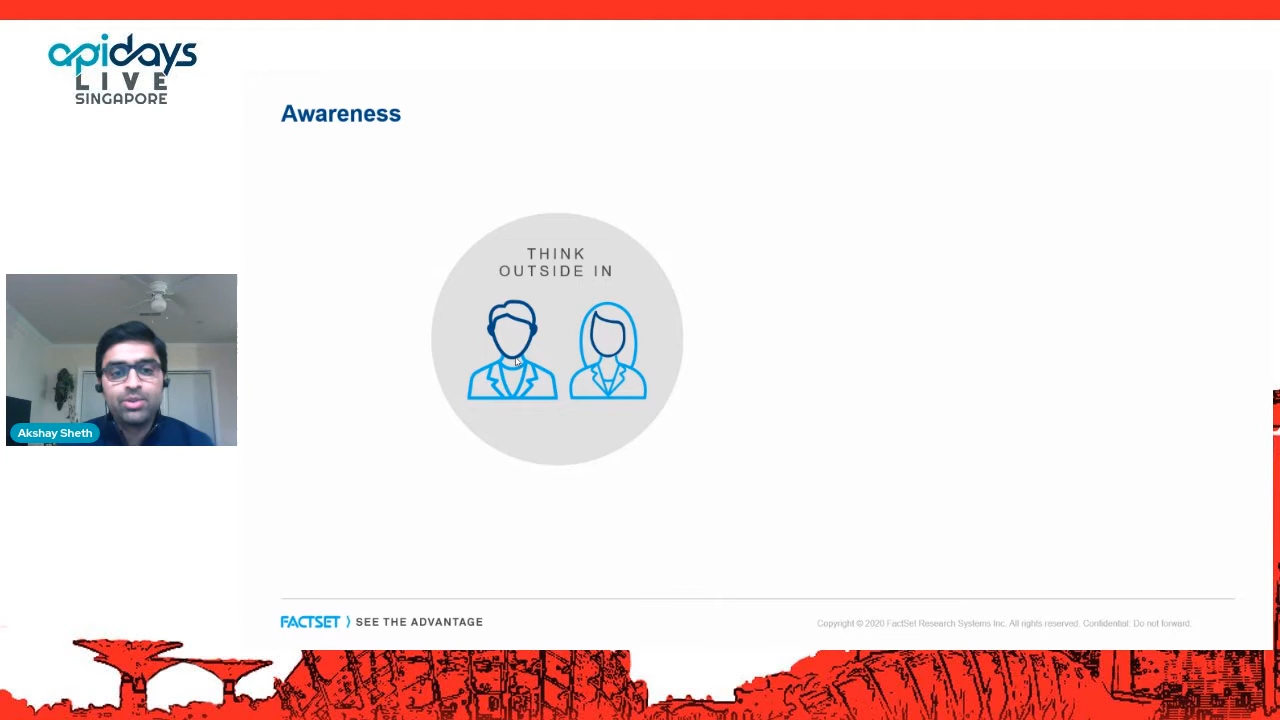 apidays
LIVE
SINGAPORE
Awareness
THINK
OUTSIDE IN
Akshay Sheth
FACTSET ⟩ SEE THE ADVANTAGE
Copyright © 2020 FactSet Research Systems Inc. All rights reserved. Confidential: Do not forward.